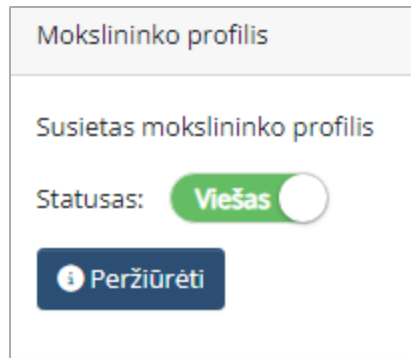 Mokslininko profilis
Susietas mokslininko profilis
Statusas: Viešas
Peržiūrėti